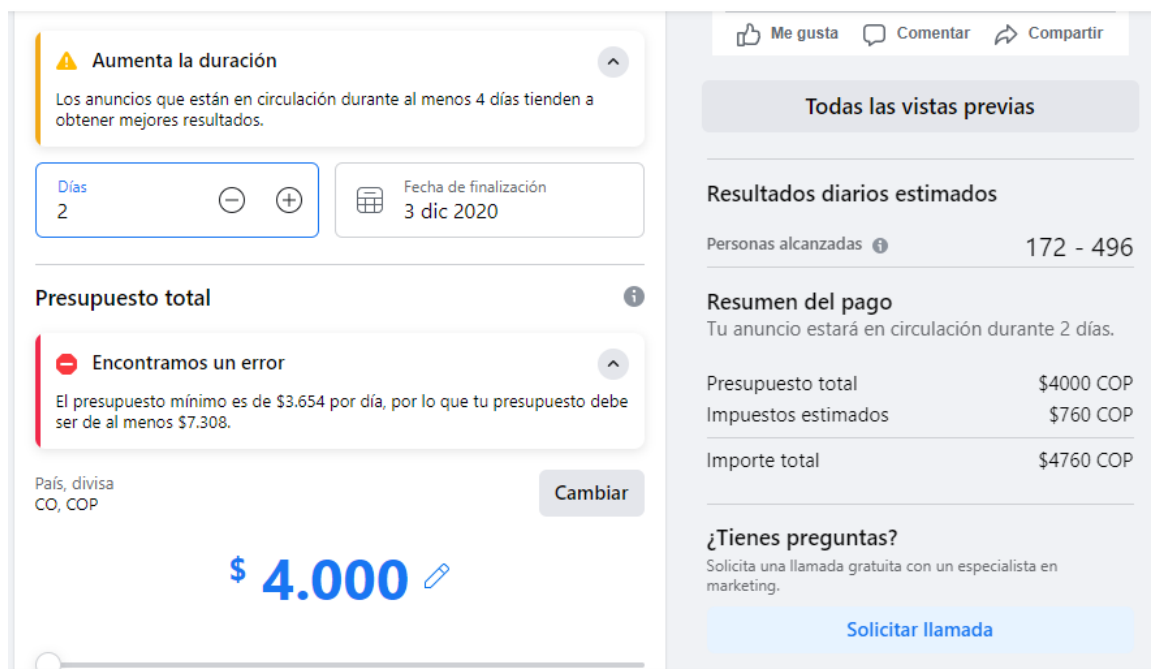 Aumenta la duración
Los anuncios que están en circulación durante al menos 4 días tienden a
obtener mejores resultados.
Días
2
Fecha de finalización
3 dic 2020
Presupuesto total
Encontramos un error
El presupuesto mínimo es de $3.654 por día, por lo que tu presupuesto debe
ser de al menos $7.308.
País, divisa
CO, COP
Cambiar
$ 4.000
Me gusta Comentar Compartir
Todas las vistas previas
Resultados diarios estimados
Personas alcanzadas 172 - 496
Resumen del pago
Tu anuncio estará en circulación durante 2 días.
Presupuesto total $4000 COP
Impuestos estimados $760 COP
Importe total $4760 COP
¿Tienes preguntas?
Solicita una llamada gratuita con un especialista en
marketing.
Solicitar llamada